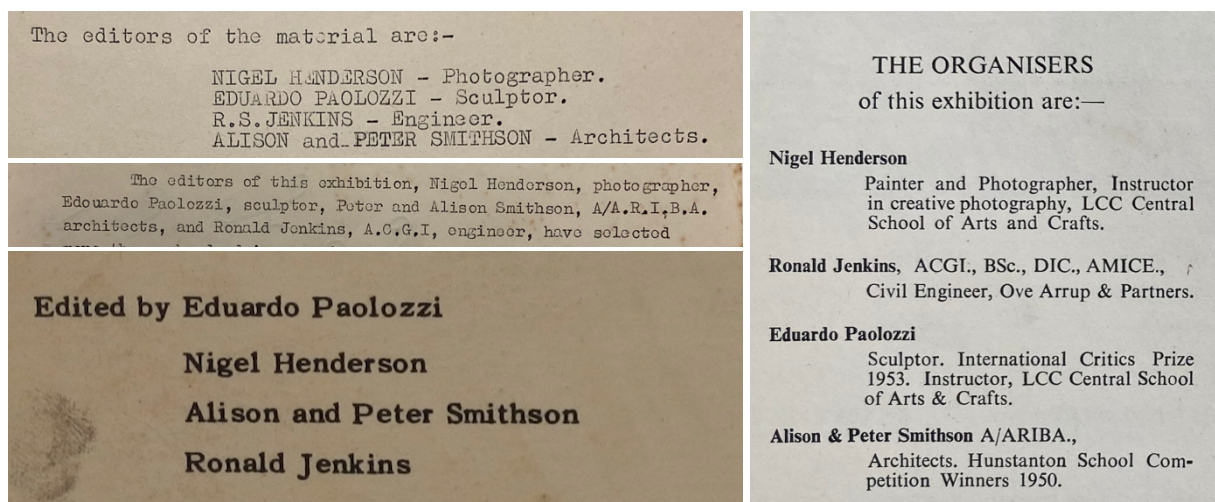 The editors of the material are:-
NIGEL HENDERSON - Photographer.
EDUARDO PAOLOZZI - Sculptor.
R.S.JENKINS - Engineer.
ALISON and PETER SMITHSON - Architects.
The editors of this exhibition, Nigel Henderson, photographer,
Edouardo Paolozzi, sculptor, Peter and Alison Smithson, A/A.R.I.B.A.
architects, and Ronald Jenkins, A.C.G.I, engineer, have selected
Edited by Eduardo Paolozzi
Nigel Henderson
Alison and Peter Smithson
Ronald Jenkins
THE ORGANISERS
of this exhibition are:—
Nigel Henderson
Painter and Photographer, Instructor
in creative photography, LCC Central
School of Arts and Crafts.
Ronald Jenkins, ACGI., BSc., DIC., AMICE.,
Civil Engineer, Ove Arrup & Partners.
Eduardo Paolozzi
Sculptor. International Critics Prize
1953. Instructor, LCC Central School
of Arts & Crafts.
Alison & Peter Smithson A/ARIBA.,
Architects. Hunstanton School Com-
petition Winners 1950.